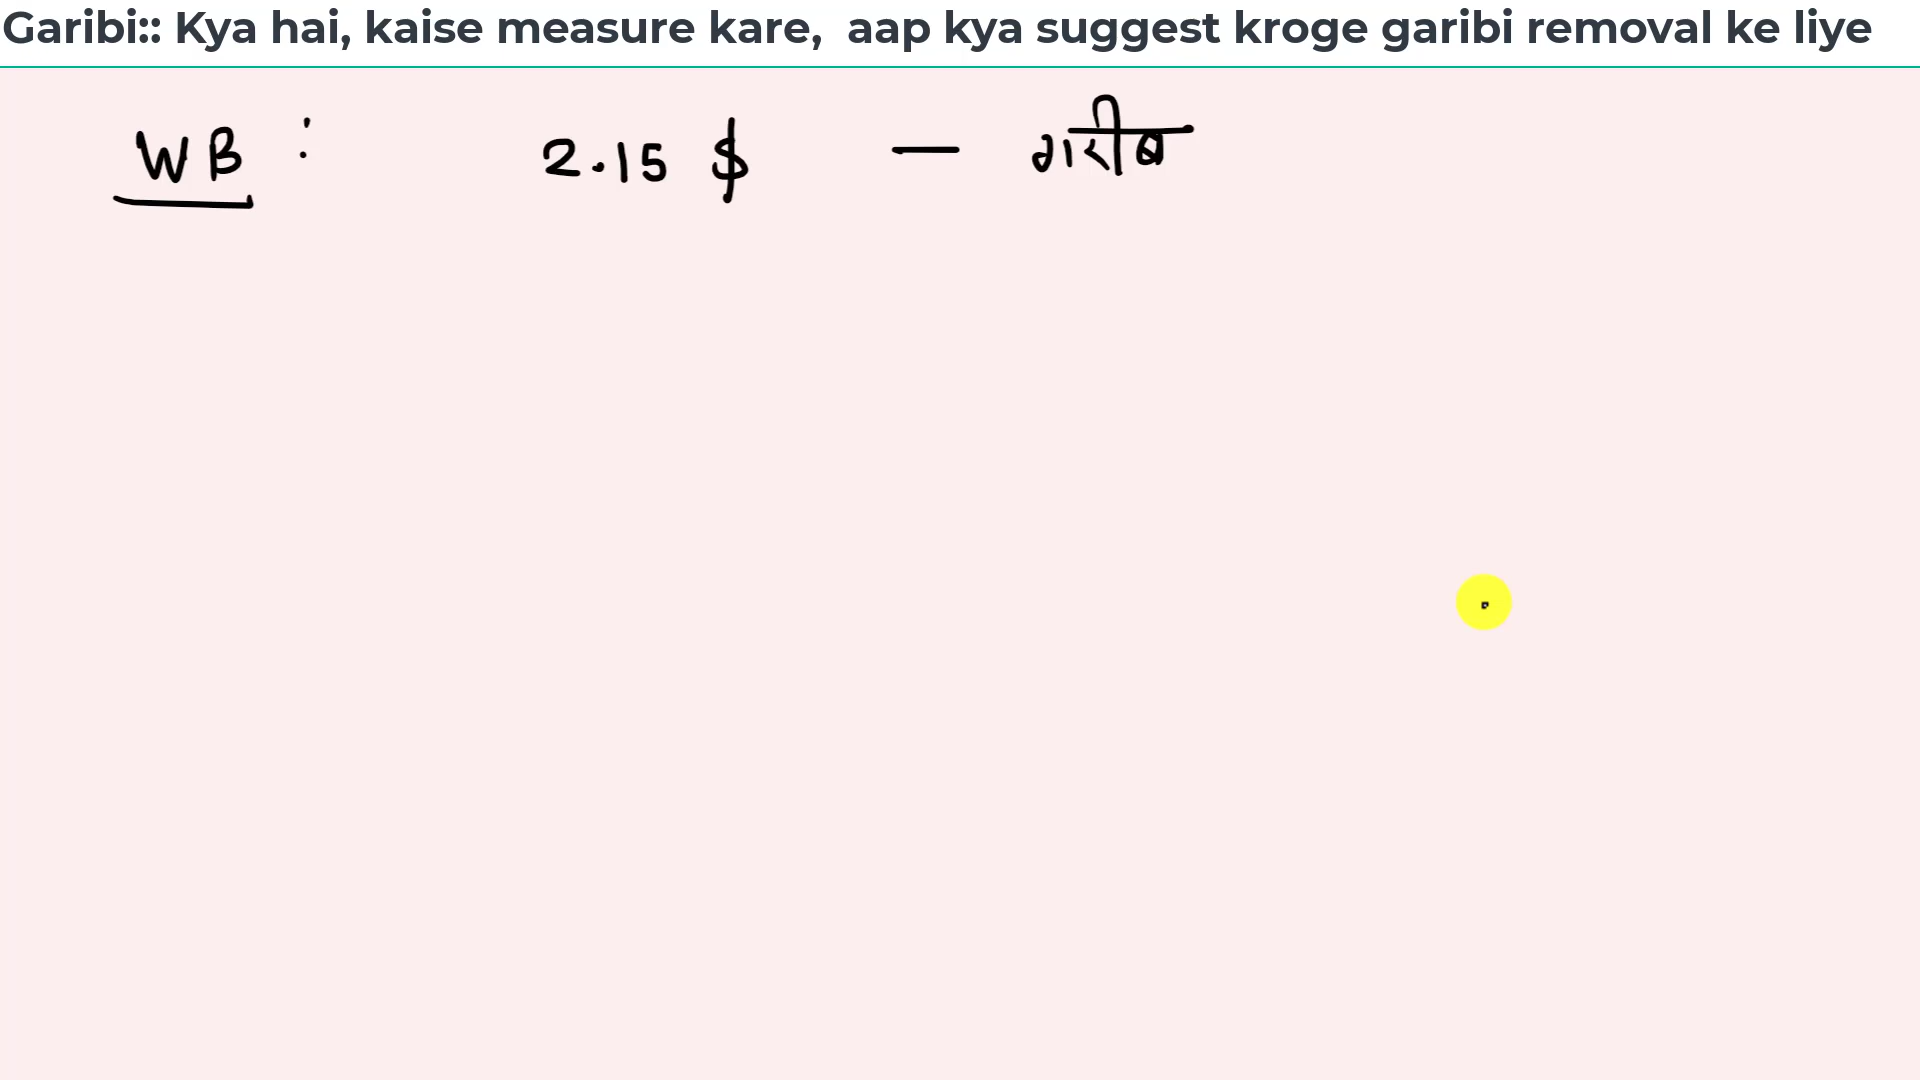 Garibi:: Kya hai, kaise measure kare, aap kya suggest kroge garibi removal ke liye
WB : 2.15 $ — गरीब